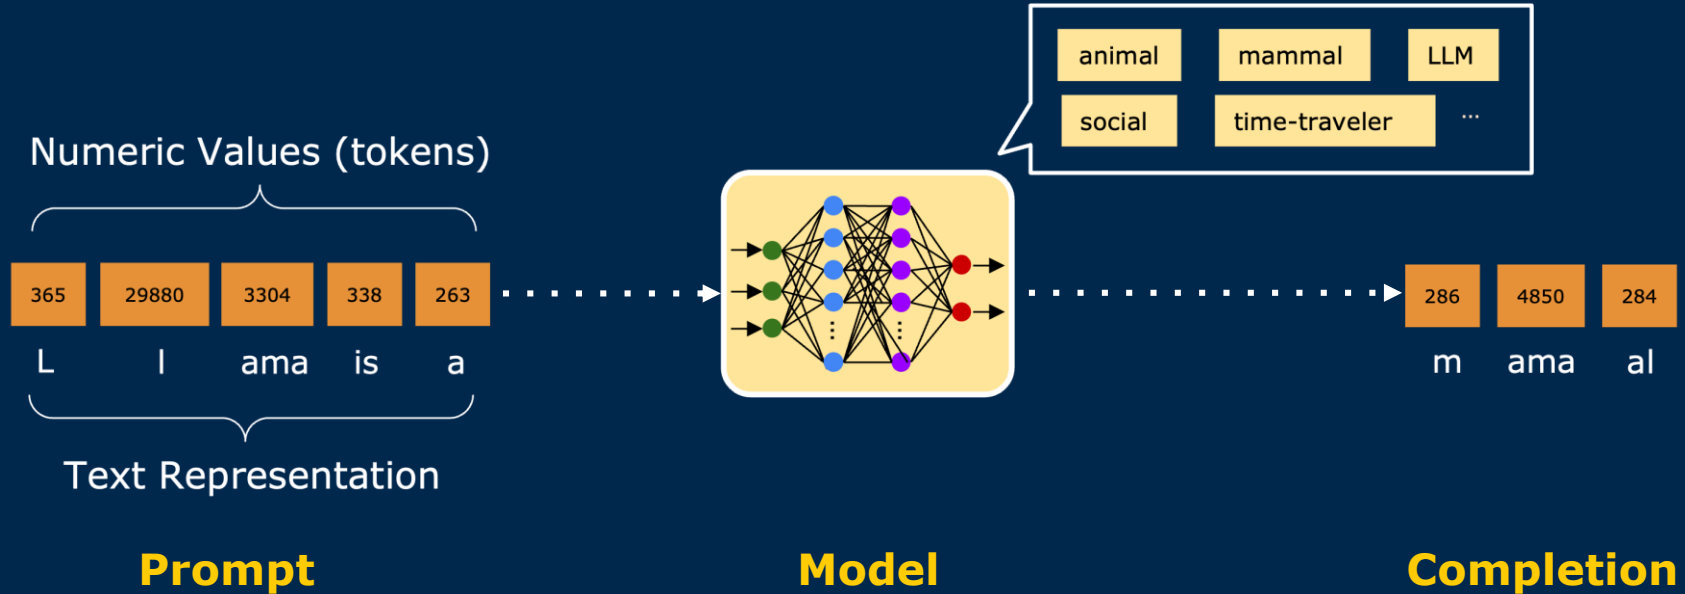 animal mammal LLM
social time-traveler ...
Numeric Values (tokens)
365 29880 3304 338 263
L l ama is a
Text Representation
286 4850 284
m ama al
Prompt Model Completion